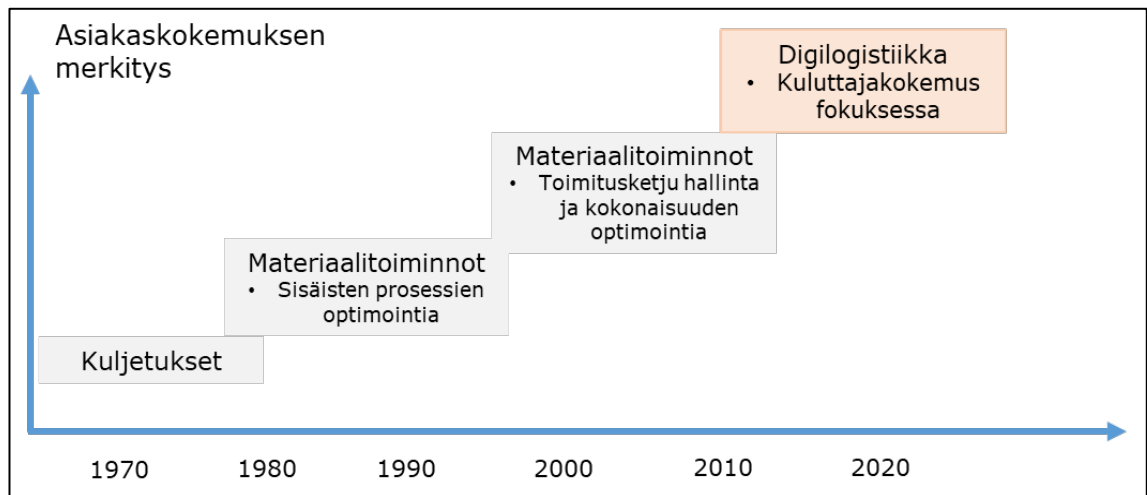 Asiakaskokemuksen
merkitys
Digilogistiikka
• Kuluttajakokemus
fokuksessa
Materiaalitoiminnot
• Toimitusketju hallinta
ja kokonaisuuden
optimointia
Materiaalitoiminnot
• Sisäisten prosessien
optimointia
Kuljetukset
1970 1980 1990 2000 2010 2020